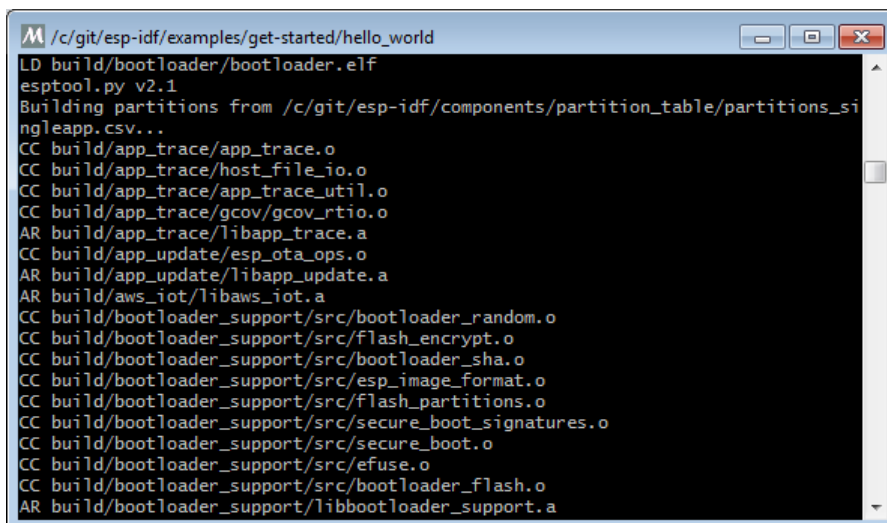 /c/git/esp-idf/examples/get-started/hello_world
LD build/bootloader/bootloader.elf
esptool.py v2.1
Building partitions from /c/git/esp-idf/components/partition_table/partitions_si
ngleapp.csv...
CC build/app_trace/app_trace.o
CC build/app_trace/host_file_io.o
CC build/app_trace/app_trace_util.o
CC build/app_trace/gcov/gcov_rtio.o
AR build/app_trace/libapp_trace.a
CC build/app_update/esp_ota_ops.o
AR build/app_update/libapp_update.a
AR build/aws_iot/libaws_iot.a
CC build/bootloader_support/src/bootloader_random.o
CC build/bootloader_support/src/flash_encrypt.o
CC build/bootloader_support/src/bootloader_sha.o
CC build/bootloader_support/src/esp_image_format.o
CC build/bootloader_support/src/flash_partitions.o
CC build/bootloader_support/src/secure_boot_signatures.o
CC build/bootloader_support/src/secure_boot.o
CC build/bootloader_support/src/efuse.o
CC build/bootloader_support/src/bootloader_flash.o
AR build/bootloader_support/libbootloader_support.a